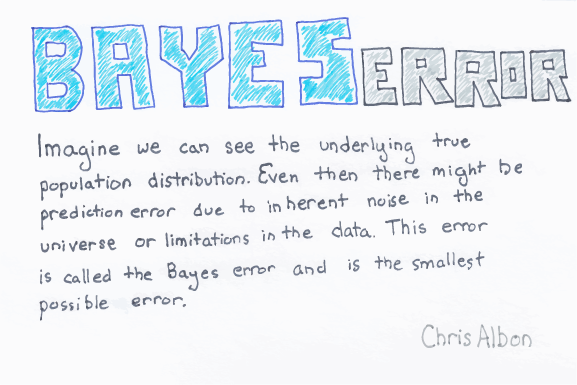 BAYES ERROR
Imagine we can see the underlying true
population distribution. Even then there might be
prediction error due to inherent noise in the
universe or limitations in the data. This error
is called the Bayes error and is the smallest
possible error.
Chris Albon